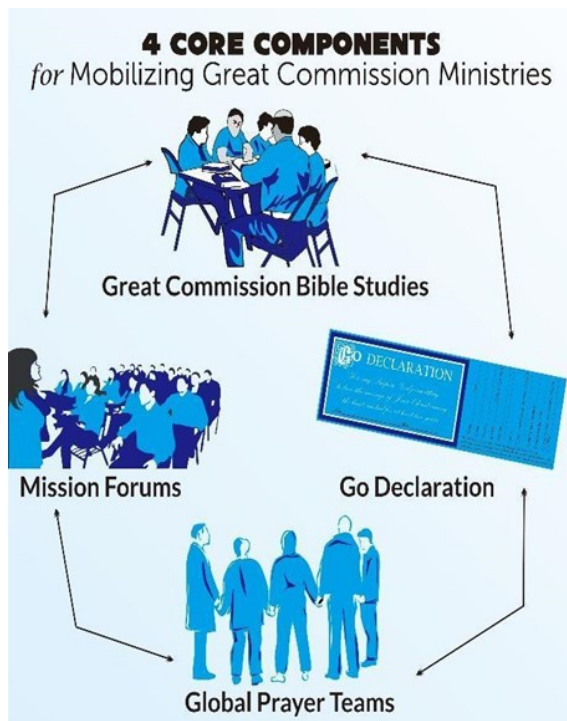 4 CORE COMPONENTS
for Mobilizing Great Commission Ministries
Great Commission Bible Studies
GO DECLARATION
Mission Forums
Go Declaration
Global Prayer Teams